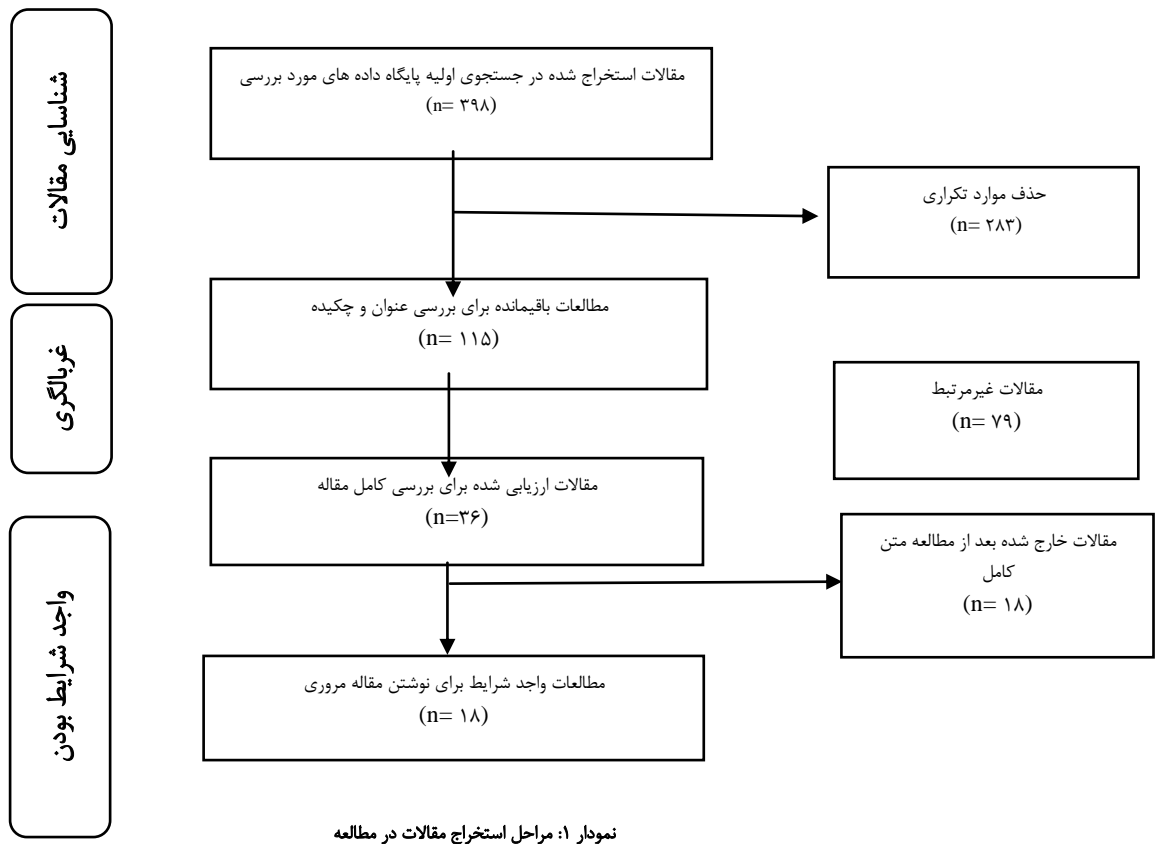 شناسایی مقالات
مقالات استخراج شده در جستجوی اولیه پایگاه داده های مورد بررسی
(n= ۳۹۸)
حذف موارد تکراری
(n= ۲۸۳)
مطالعات باقیمانده برای بررسی عنوان و چکیده
(n= ۱۱۵)
غربالگری
مقالات غیرمرتبط
(n= ۷۹)
مقالات ارزیابی شده برای بررسی کامل مقاله
(n=۳۶)
واجد شرایط بودن
مقالات خارج شده بعد از مطالعه متن
کامل
(n= ۱۸)
مطالعات واجد شرایط برای نوشتن مقاله مروری
(n= ۱۸)
نمودار ۱: مراحل استخراج مقالات در مطالعه